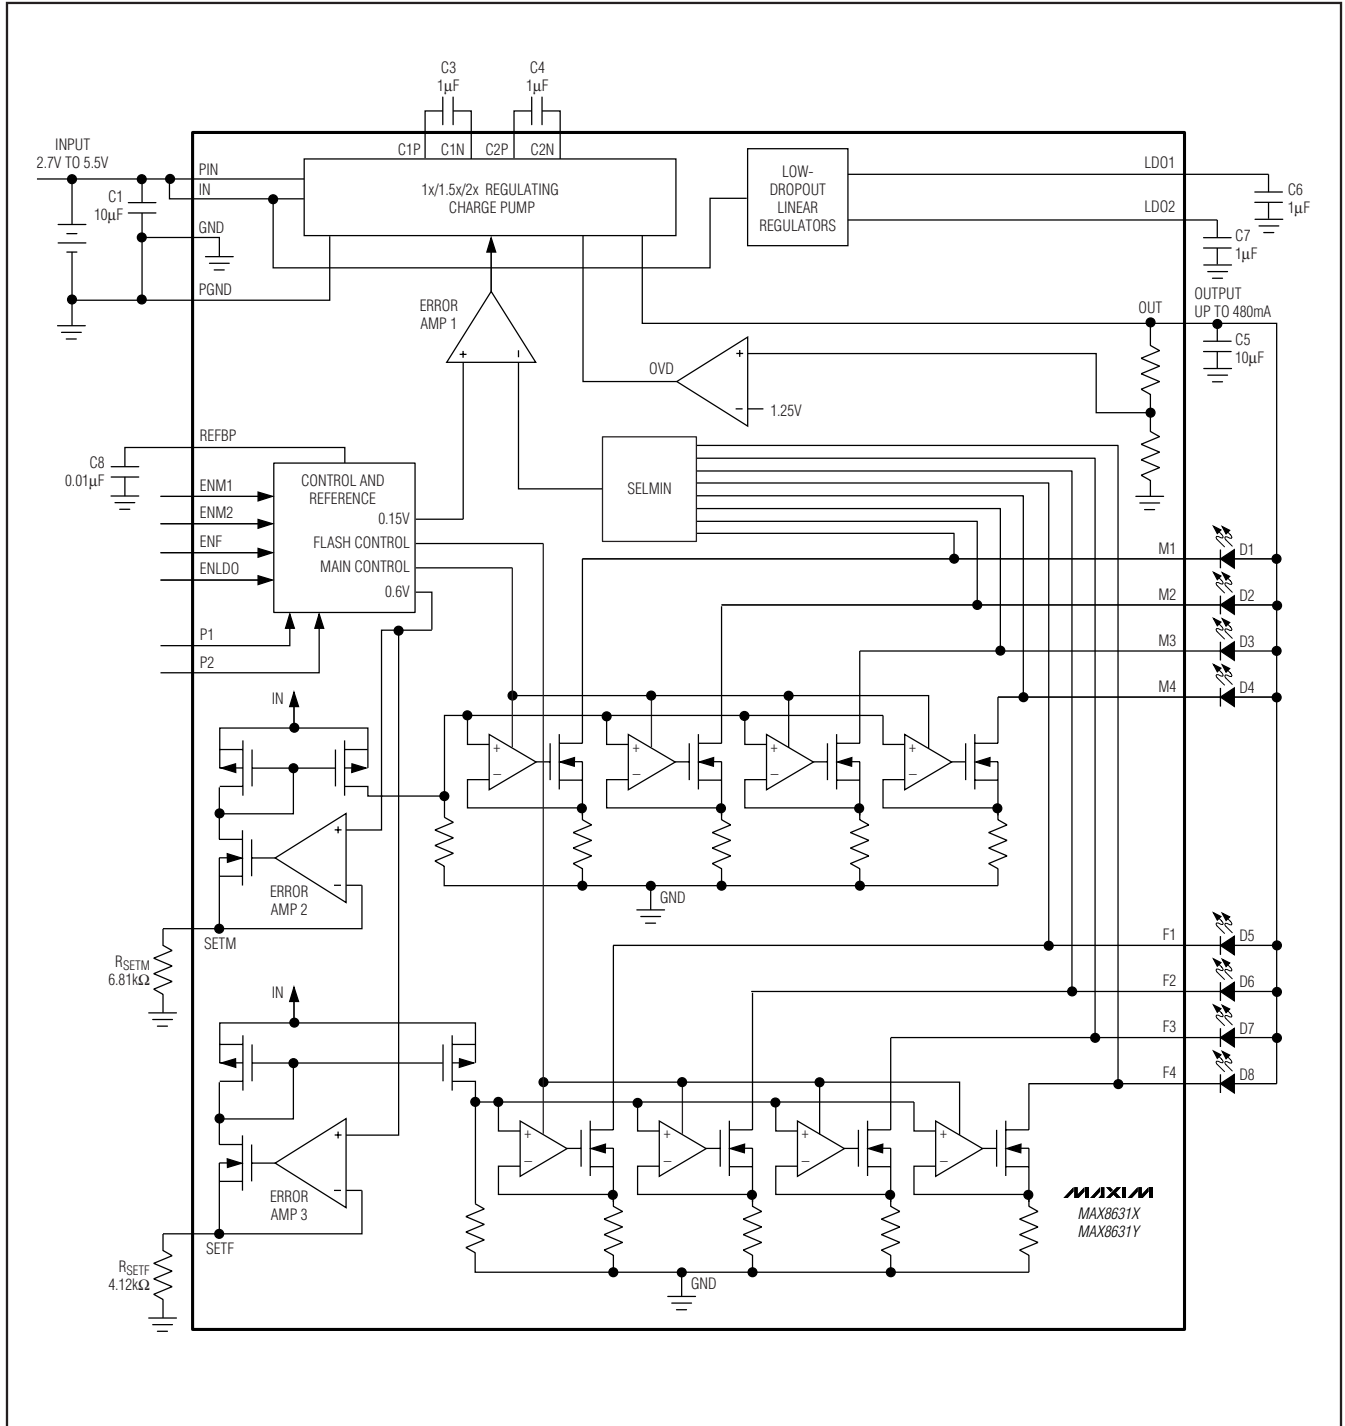 C3
1µF
C4
1µF
INPUT
2.7V TO 5.5V
C1P
C1N
C2P
C2N
PIN
IN
C1
10µF
GND
PGND
1x/1.5x/2x REGULATING
CHARGE PUMP
LOW-
DROPOUT
LINEAR
REGULATORS
LDO1
LDO2
C6
1µF
C7
1µF
ERROR
AMP 1
+
−
OUT
OUTPUT
UP TO 480mA
C5
10µF
OVD
+
−
1.25V
REFBP
C8
0.01µF
CONTROL AND
REFERENCE
0.15V
FLASH CONTROL
MAIN CONTROL
0.6V
ENM1
ENM2
ENF
ENLDO
P1
P2
SELMIN
M1
D1
M2
D2
M3
D3
M4
D4
IN
+
−
+
−
+
−
+
−
+
−
ERROR
AMP 2
SETM
RSETM
6.81kΩ
GND
F1
D5
F2
D6
F3
D7
F4
D8
IN
+
−
+
−
+
−
+
−
+
−
ERROR
AMP 3
SETF
RSETF
4.12kΩ
GND
MAXIM
MAX8631X
MAX8631Y